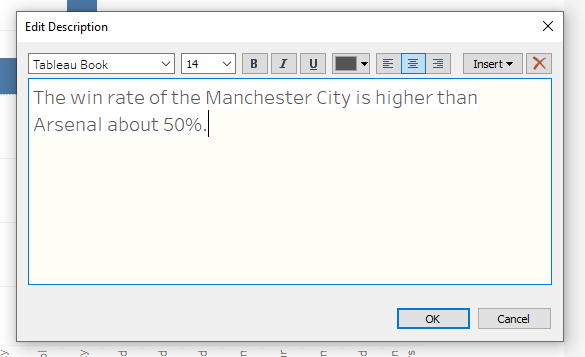 Edit Description
Tableau Book 14 B I U Insert
The win rate of the Manchester City is higher than
Arsenal about 50%.
OK Cancel